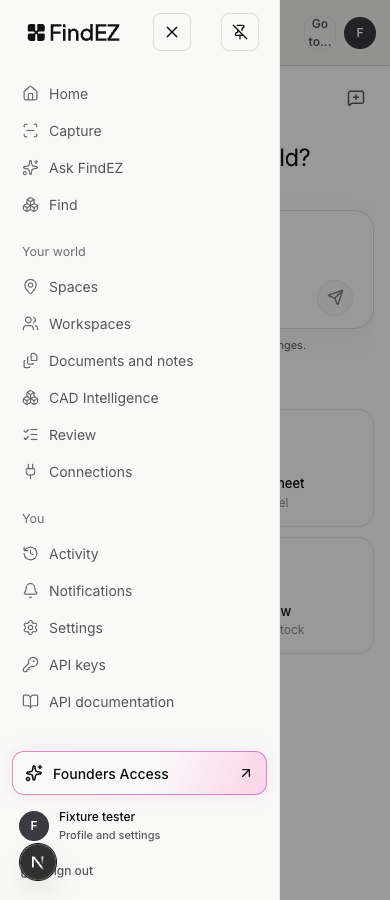 FindEZ
Go to...
F
Home
Capture
Ask FindEZ
ld?
Find
Your world
Spaces
Workspaces
nges.
Documents and notes
CAD Intelligence
Review
Connections
neet
el
You
Activity
Notifications
w
Settings
tock
API keys
API documentation
Founders Access
F
Fixture tester
Profile and settings
N
gn out